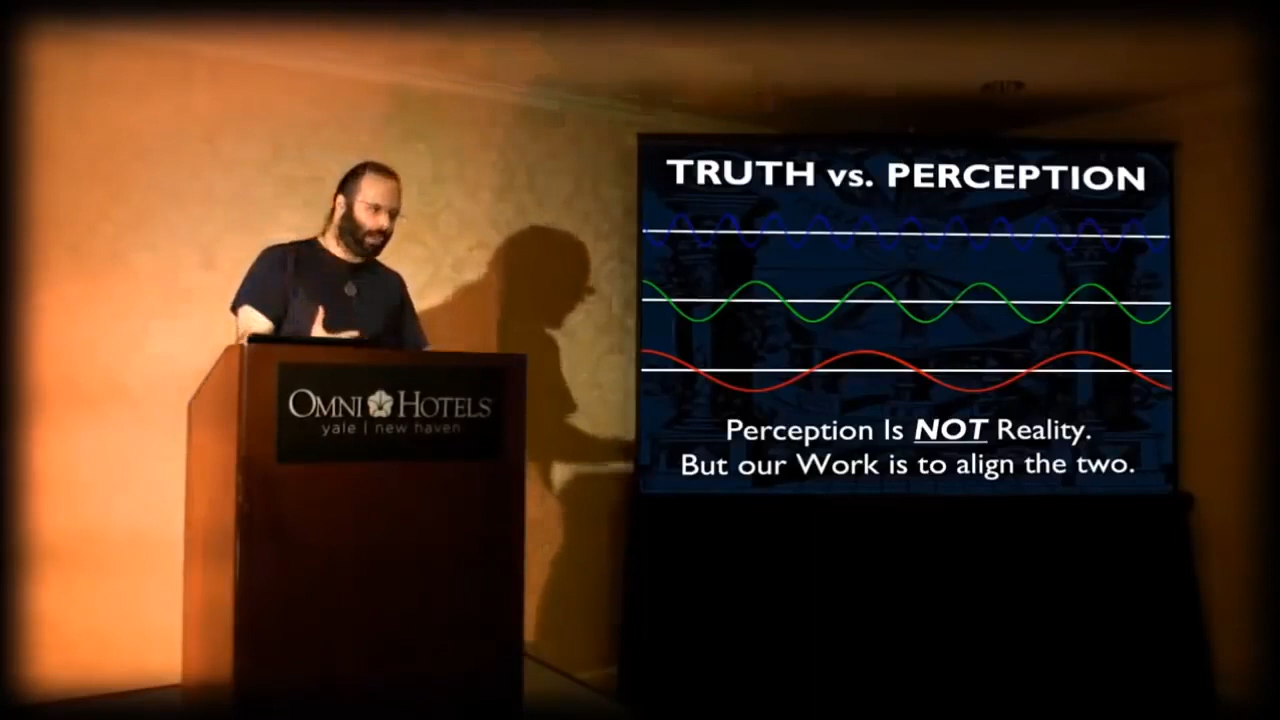 OMNI HOTELS
yale | new haven
TRUTH vs. PERCEPTION
Perception Is NOT Reality.
But our Work is to align the two.